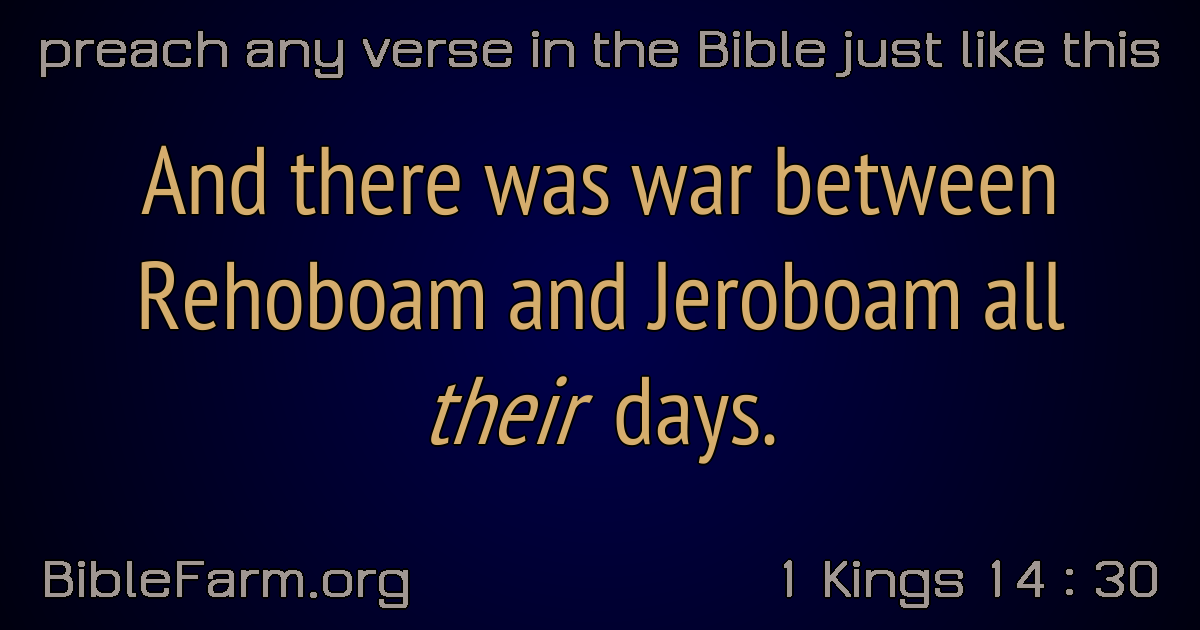 preach any verse in the Bible just like this
And there was war between
Rehoboam and Jeroboam all
their days.
BibleFarm.org
1 Kings 14 : 30